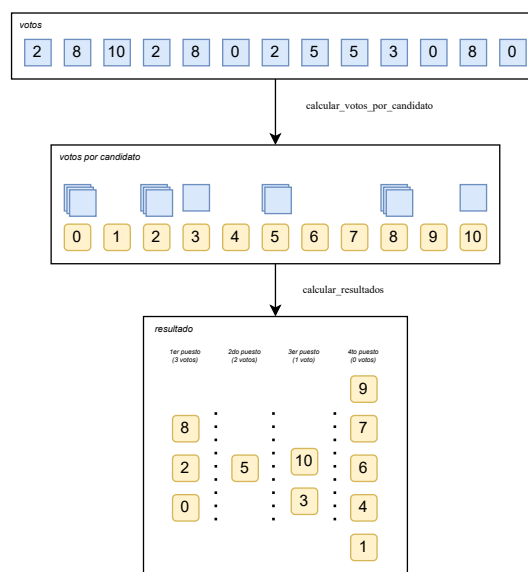 votos
2 8 10 2 8 0 2 5 5 3 0 8 0
calcular_votos_por_candidato
votos por candidato
0 1 2 3 4 5 6 7 8 9 10
calcular_resultados
resultado
1er puesto 2do puesto 3er puesto 4to puesto
(3 votos) (2 votos) (1 voto) (0 votos)
9
8 7
2 5 10 6
0 3 4
1